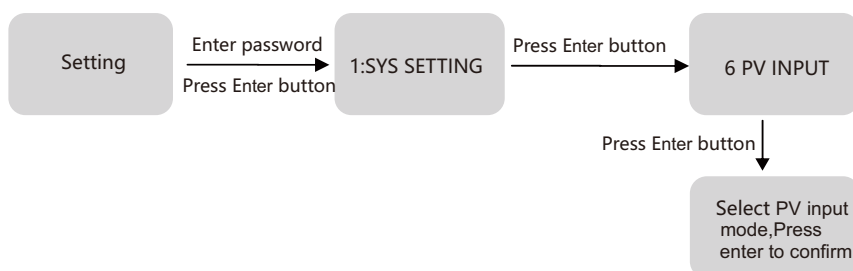 Setting
Enter password
Press Enter button
1:SYS SETTING
Press Enter button
6 PV INPUT
Press Enter button
Select PV input
mode,Press
enter to confirm